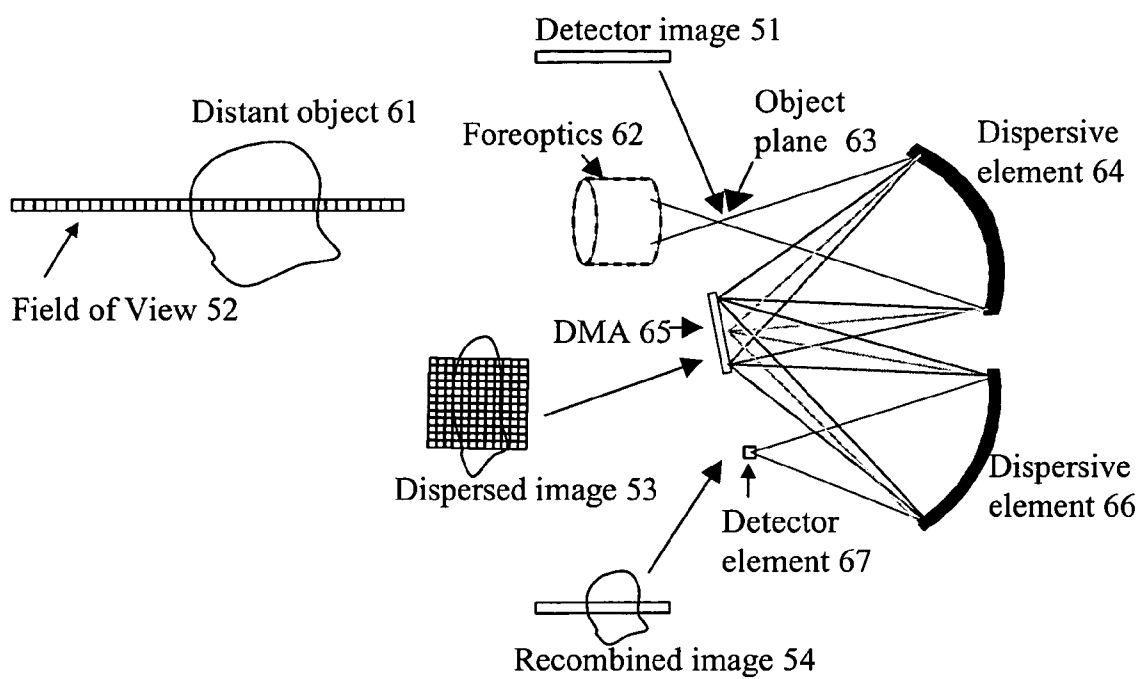 Detector image 51
Distant object 61
Foreoptics 62
Object
plane 63
Dispersive
element 64
Field of View 52
DMA 65
Dispersed image 53
Detector
element 67
Dispersive
element 66
Recombined image 54